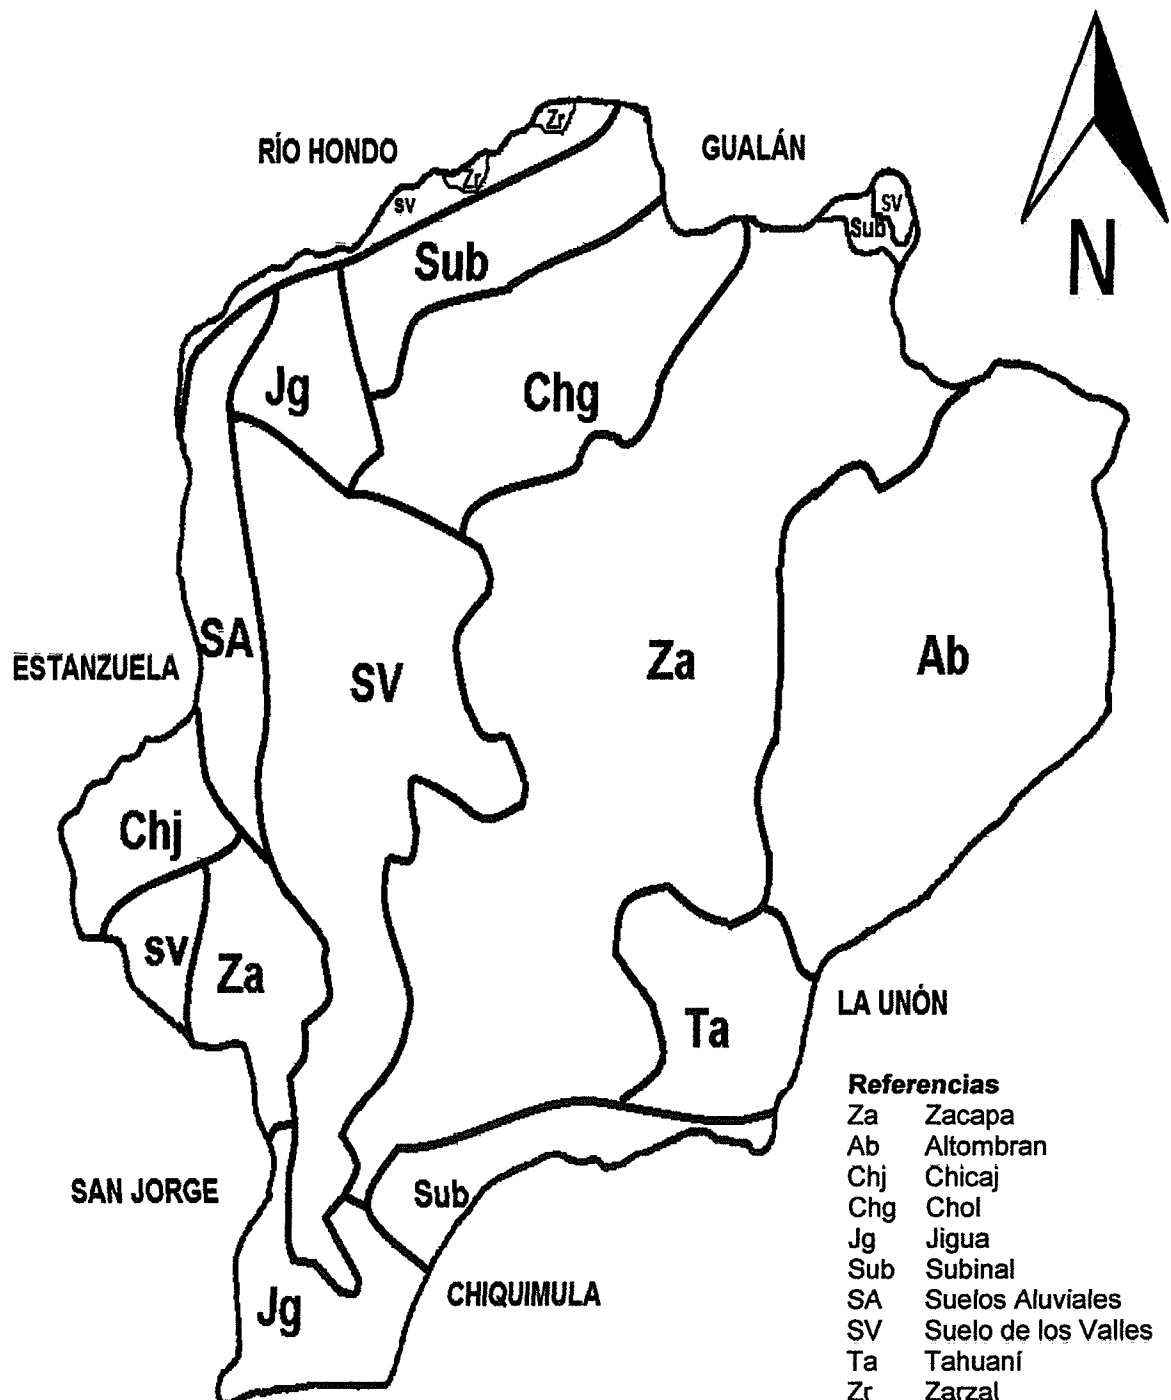 Zr
RÍO HONDO
GUALÁN
Zr
sv
SV
Sub
Sub
Jg
Chg
N
SA
ESTANZUELA
SV
Za
Ab
Chj
sv
Za
LA UNÓN
Ta
Referencias
Za Zacapa
Ab Altombran
Chj Chicaj
Chg Chol
Jg Jigua
Sub Subinal
SA Suelos Aluviales
SV Suelo de los Valles
Ta Tahuaní
Zr Zarzal
SAN JORGE
Sub
CHIQUIMULA
Jg